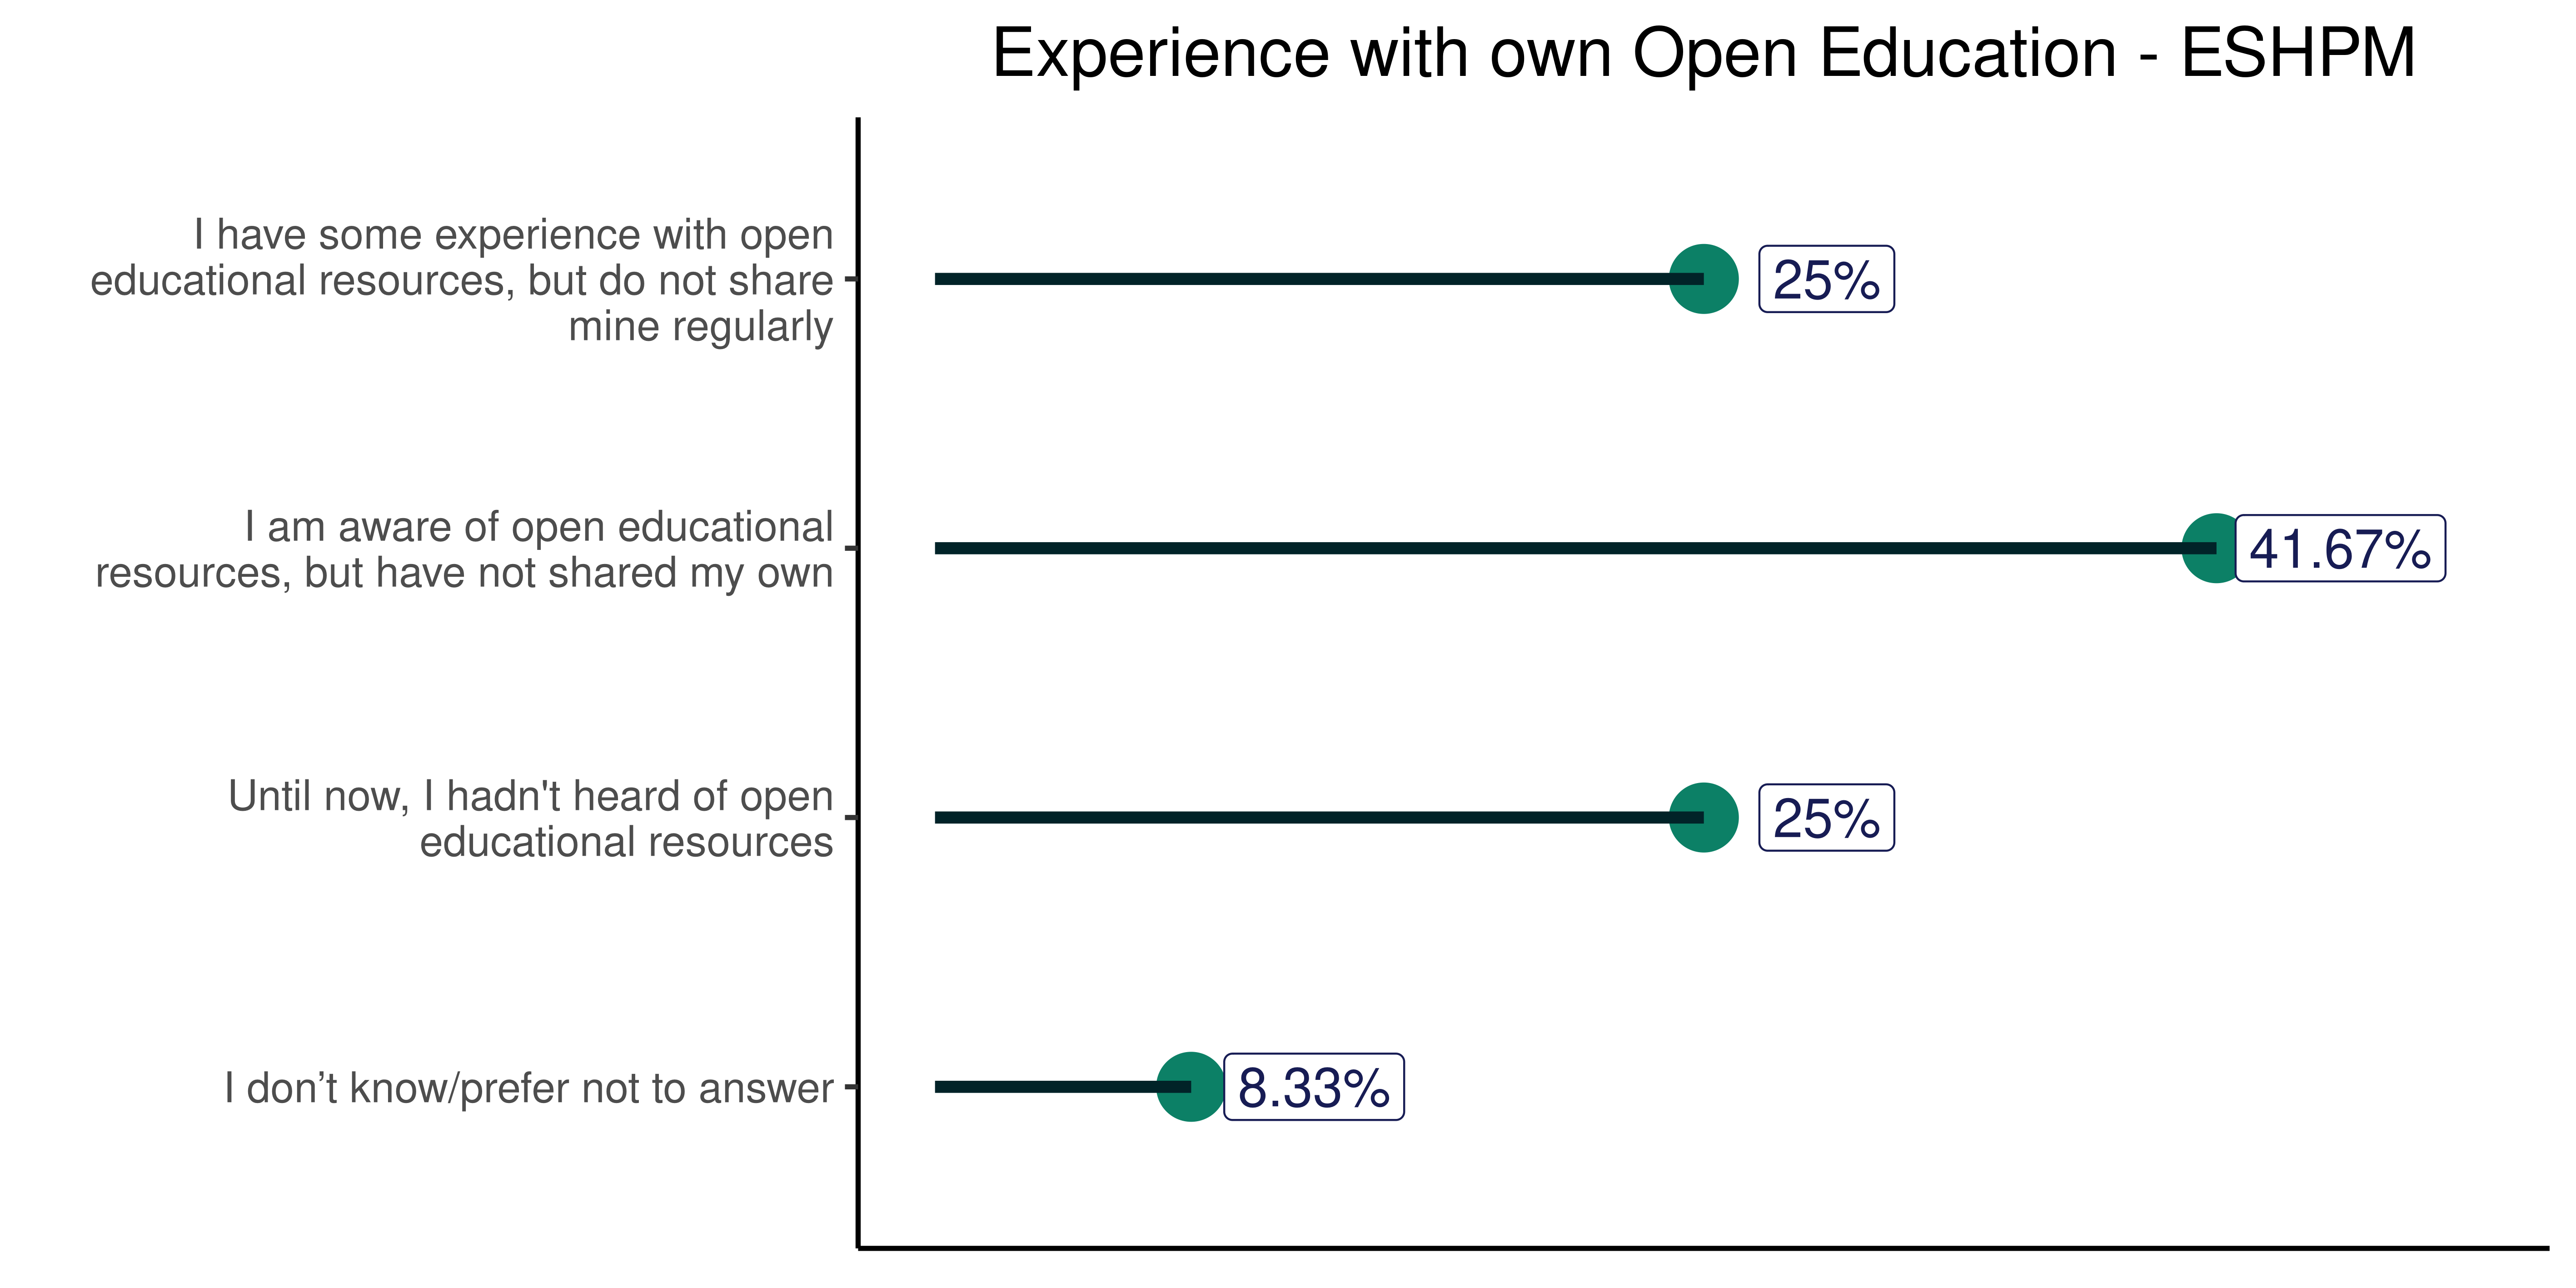 Experience with own Open Education - ESHPM
I have some experience with open
educational resources, but do not share
mine regularly
25%
I am aware of open educational
resources, but have not shared my own
41.67%
Until now, I hadn't heard of open
educational resources
25%
I don’t know/prefer not to answer
8.33%